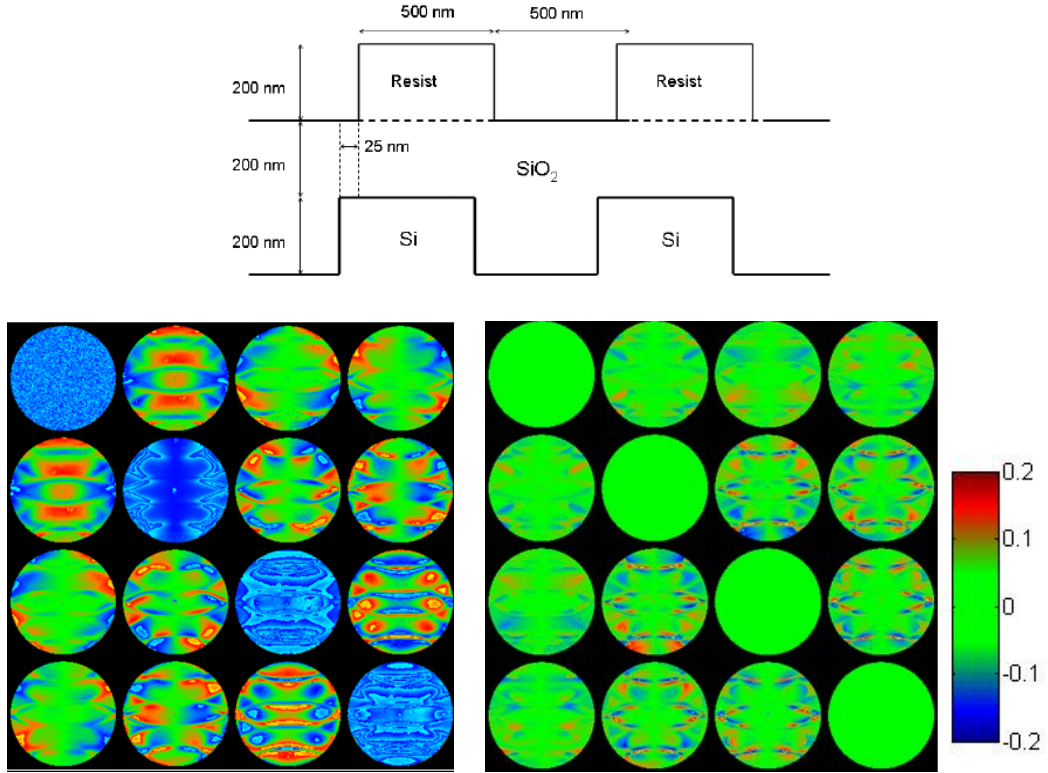 500 nm
500 nm
200 nm
Resist
Resist
25 nm
200 nm
SiO₂
200 nm
Si
Si
0.2
0.1
0
-0.1
-0.2